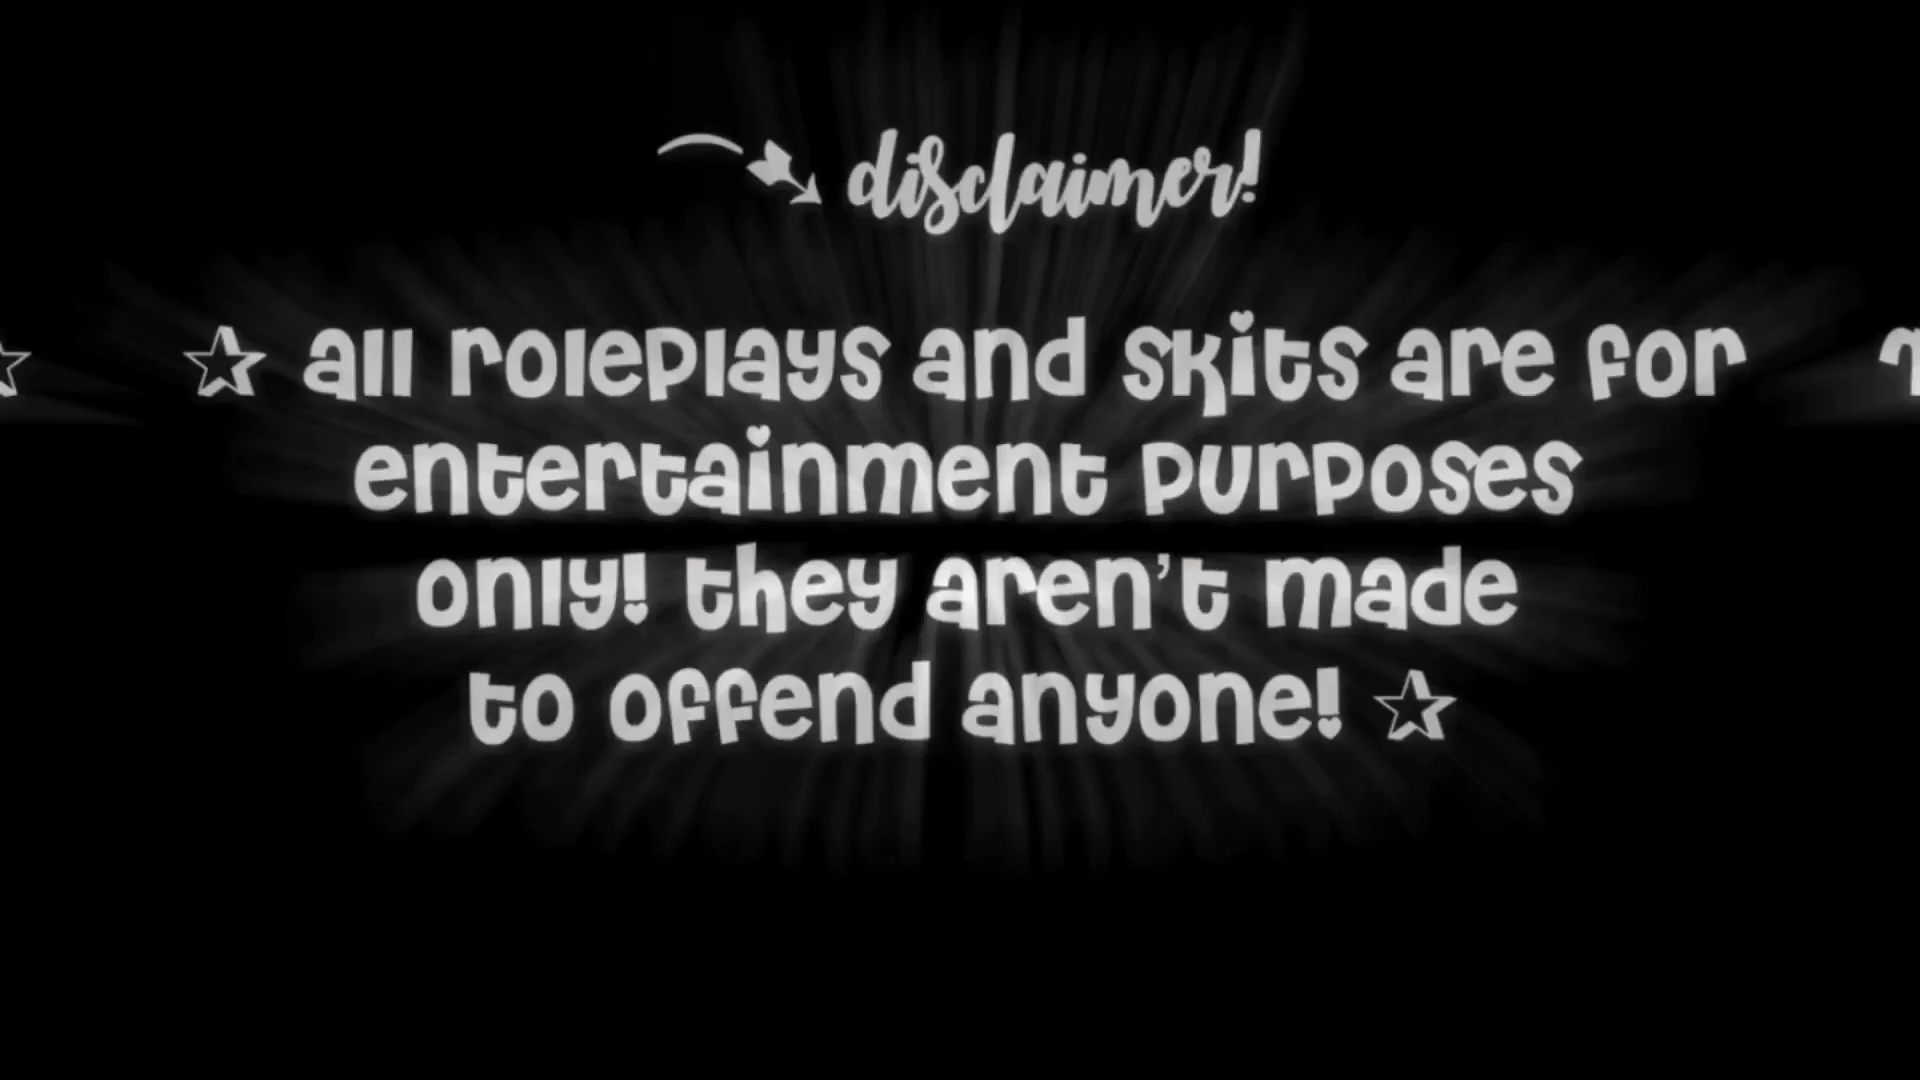 disclaimer!
☆ all roleplays and skits are for
entertainment purposes
only! they aren't made
to offend anyone! ☆